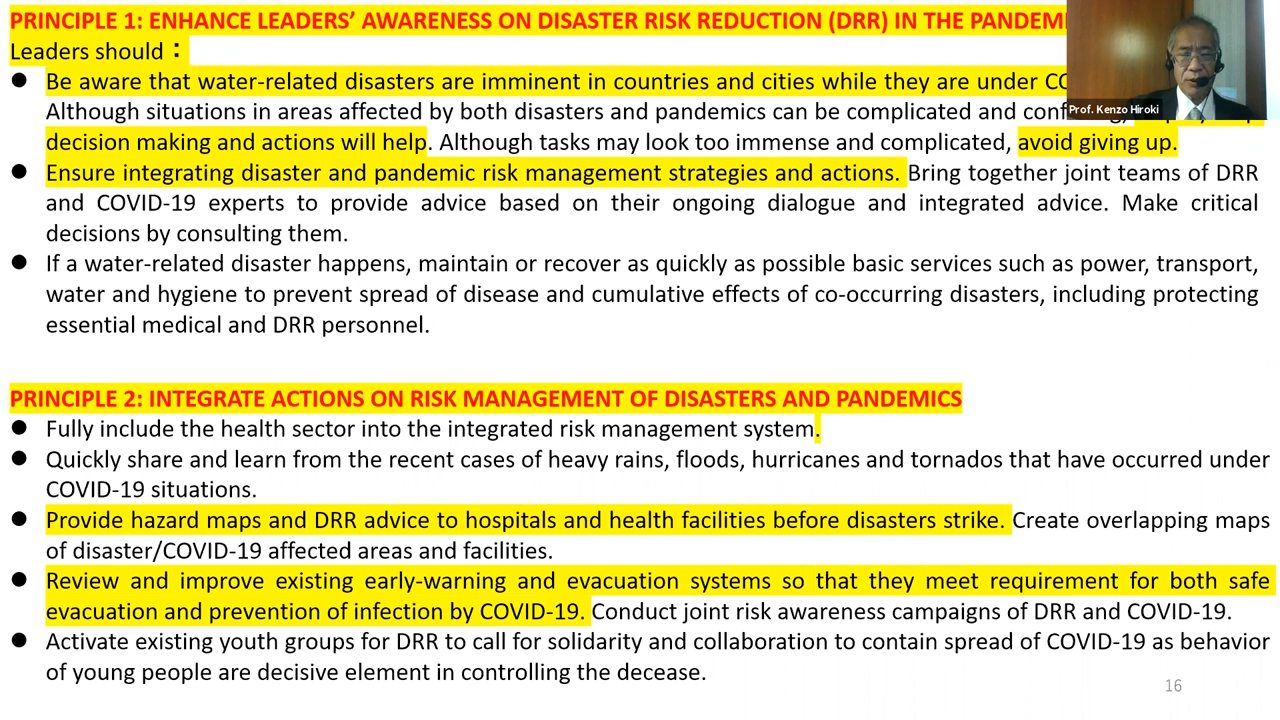 PRINCIPLE 1: ENHANCE LEADERS’ AWARENESS ON DISASTER RISK REDUCTION (DRR) IN THE
Leaders should：
● Be aware that water-related disasters are imminent in countries and cities while they are under
Although situations in areas affected by both disasters and pandemics can be complicated and
Prof. Kenzo Hiroki
decision making and actions will help. Although tasks may look too immense and complicated, avoid giving up.
● Ensure integrating disaster and pandemic risk management strategies and actions. Bring together joint teams of DRR
and COVID-19 experts to provide advice based on their ongoing dialogue and integrated advice. Make critical
decisions by consulting them.
● If a water-related disaster happens, maintain or recover as quickly as possible basic services such as power, transport,
water and hygiene to prevent spread of disease and cumulative effects of co-occurring disasters, including protecting
essential medical and DRR personnel.
PRINCIPLE 2: INTEGRATE ACTIONS ON RISK MANAGEMENT OF DISASTERS AND PANDEMICS
● Fully include the health sector into the integrated risk management system.
● Quickly share and learn from the recent cases of heavy rains, floods, hurricanes and tornados that have occurred under
COVID-19 situations.
● Provide hazard maps and DRR advice to hospitals and health facilities before disasters strike. Create overlapping maps
of disaster/COVID-19 affected areas and facilities.
● Review and improve existing early-warning and evacuation systems so that they meet requirement for both safe
evacuation and prevention of infection by COVID-19. Conduct joint risk awareness campaigns of DRR and COVID-19.
● Activate existing youth groups for DRR to call for solidarity and collaboration to contain spread of COVID-19 as behavior
of young people are decisive element in controlling the decease.
16